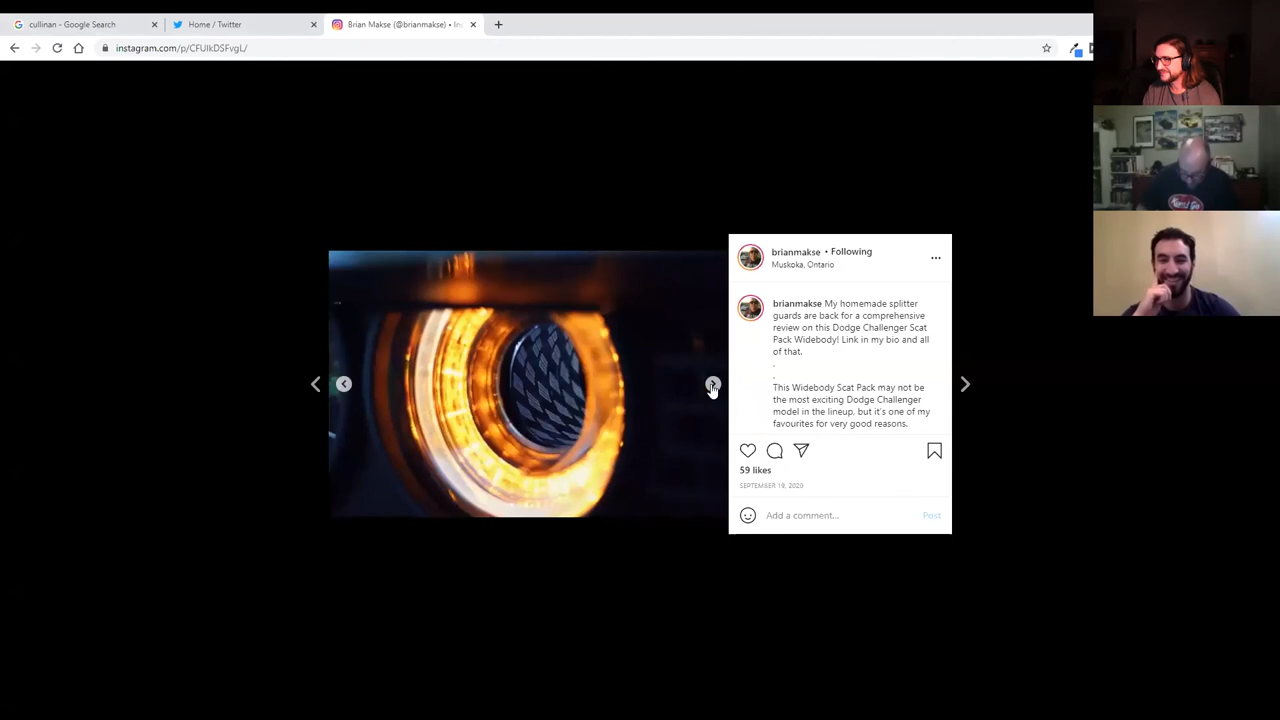 cullinan - Google Search
Home / Twitter
Brian Makse (@brianmakse) • In
instagram.com/p/CFUIkDSFvgL/
brianmakse • Following
Muskoka, Ontario
brianmakse My homemade splitter
guards are back for a comprehensive
review on this Dodge Challenger Scat
Pack Widebody! Link in my bio and all
of that.
.
.
This Widebody Scat Pack may not be
the most exciting Dodge Challenger
model in the lineup, but it's one of my
favourites for very good reasons.
59 likes
SEPTEMBER 19, 2020
Add a comment...
Post